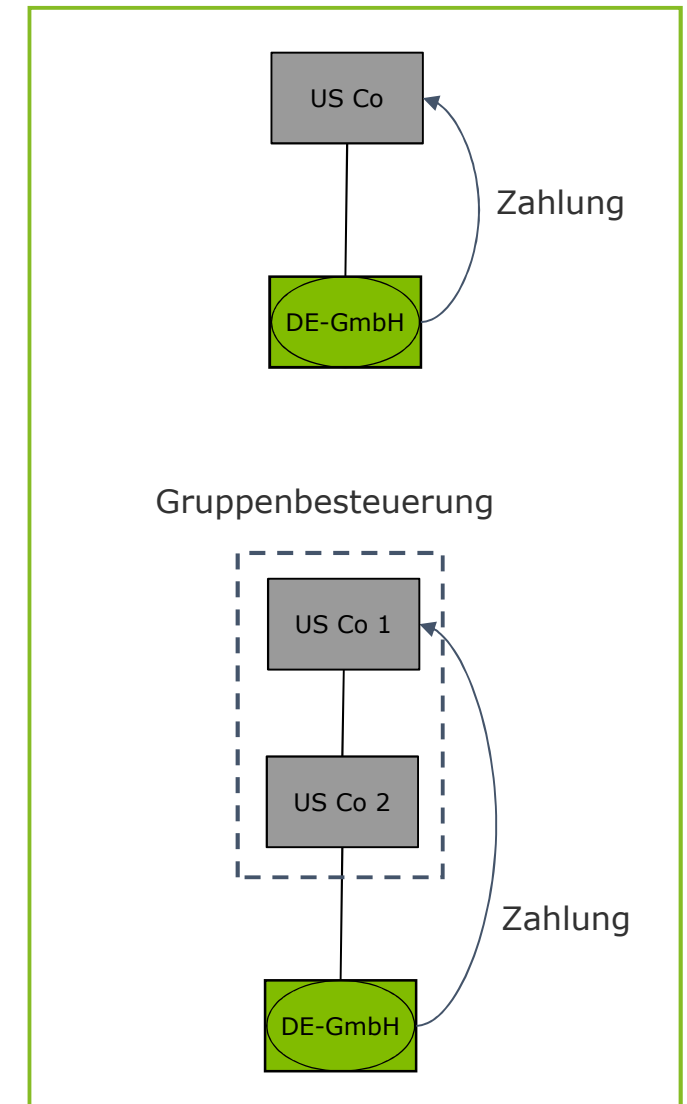 US Co
Zahlung
DE-GmbH
Gruppenbesteuerung
US Co 1
US Co 2
Zahlung
DE-GmbH